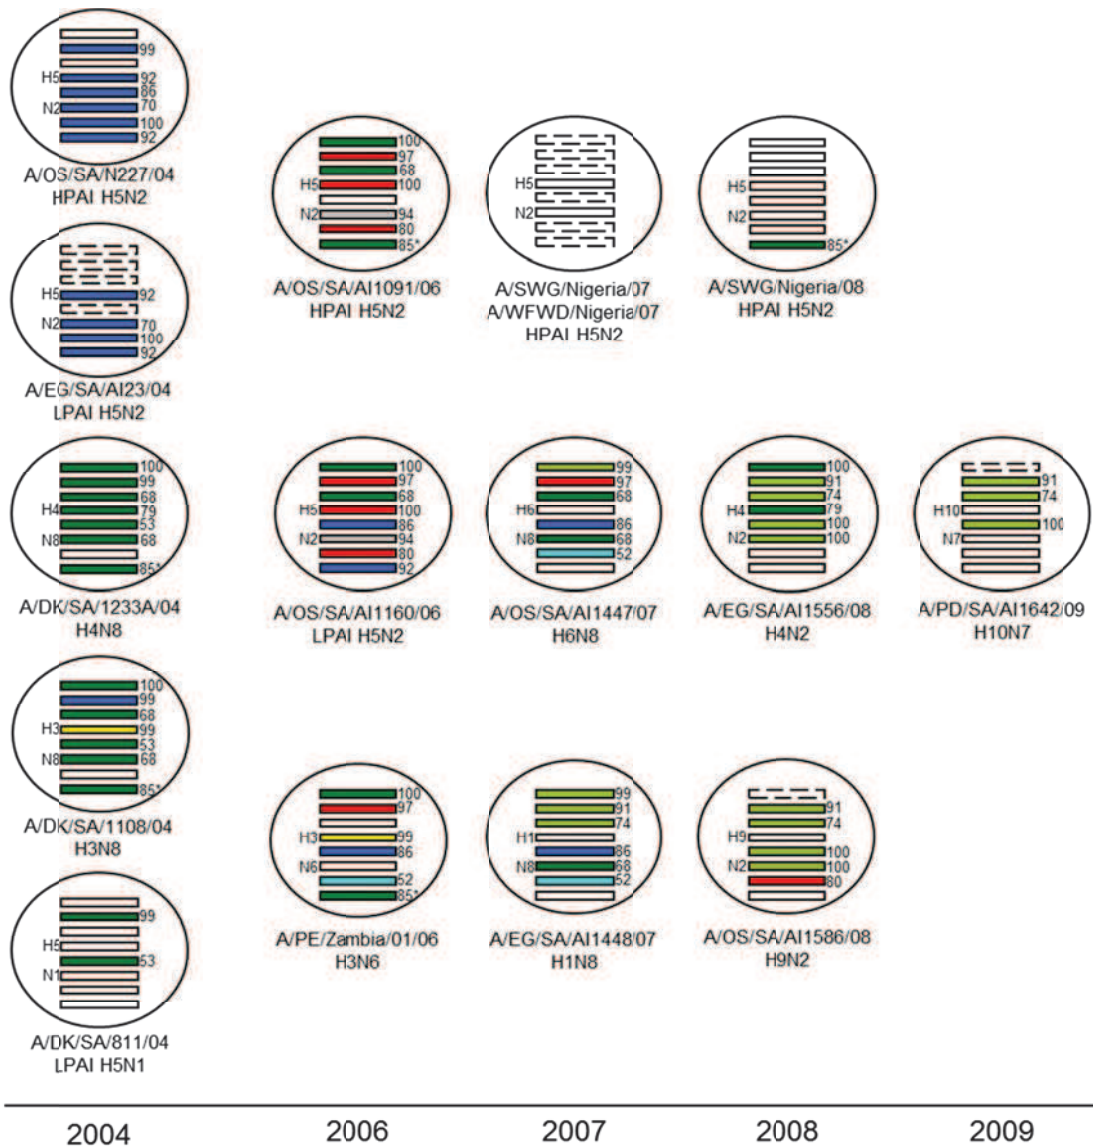 99
H5 92
86
N2 70
100
92
A/OS/SA/N227/04
HPAI H5N2
H5 92
N2 70
100
92
A/EG/SA/AI23/04
LPAI H5N2
100
99
68
H4 79
53
N8 68
85*
A/DK/SA/1233A/04
H4N8
100
99
68
H3 99
53
N8 68
85*
A/DK/SA/1108/04
H3N8
99
H5
53
N1
A/DK/SA/811/04
LPAI H5N1
100
97
68
H5 100
N2 94
80
85*
A/OS/SA/AI1091/06
HPAI H5N2
100
97
68
H5 100
86
N2 94
80
92
A/OS/SA/AI1160/06
LPAI H5N2
100
97
H3 99
86
N6
52
85*
A/PE/Zambia/01/06
H3N6
H5
N2
A/SWG/Nigeria/07
A/WFWD/Nigeria/07
HPAI H5N2
99
97
68
H6
86
N8 68
52
A/OS/SA/AI1447/07
H6N8
99
91
74
H1
86
N8 68
52
A/EG/SA/AI1448/07
H1N8
H5
N2
85*
A/SWG/Nigeria/08
HPAI H5N2
100
91
74
H4 79
100
N2 100
A/EG/SA/AI1556/08
H4N2
91
74
H9
100
N2 100
80
A/OS/SA/AI1586/08
H9N2
91
74
H10
100
N7
A/PD/SA/AI1642/09
H10N7
2004 2006 2007 2008 2009